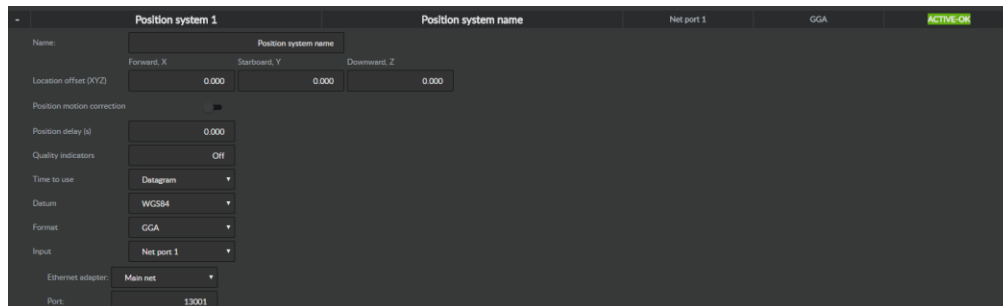 - Position system 1 Position system name Net port 1 GGA ACTIVE-OK
Name: Position system name
Forward, X Starboard, Y Downward, Z
Location offset (XYZ) 0.000 0.000 0.000
Position motion correction
Position delay (s) 0.000
Quality indicators Off
Time to use Datagram
Datum WGS84
Format GGA
Input Net port 1
Ethernet adapter: Main net
Port: 13001